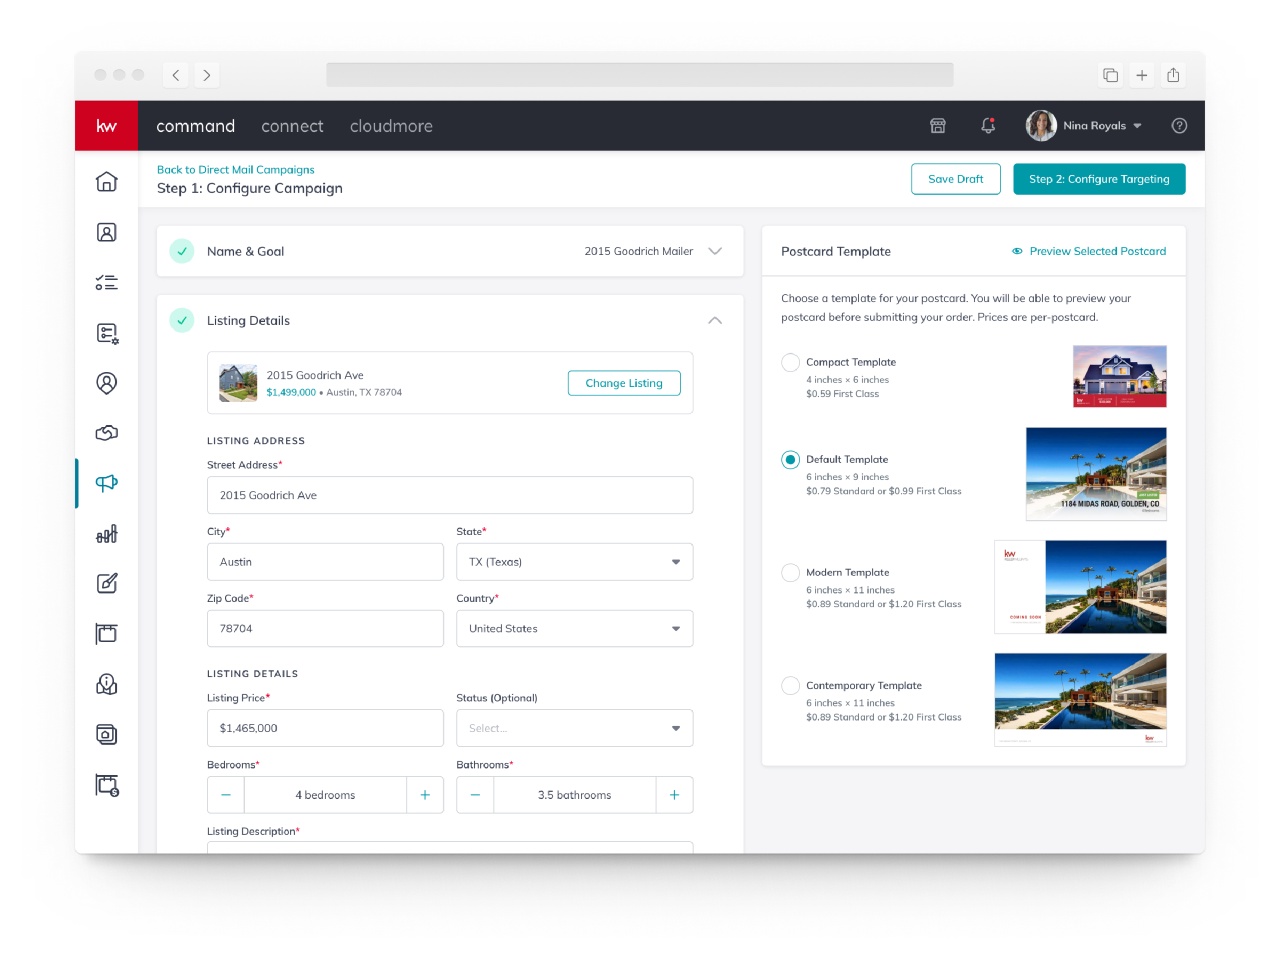 kw
command
connect
cloudmore
Nina Royals
Back to Direct Mail Campaigns
Step 1: Configure Campaign
Save Draft
Step 2: Configure Targeting
Name & Goal
2015 Goodrich Mailer
Listing Details
2015 Goodrich Ave
$1,499,000 • Austin, TX 78704
Change Listing
LISTING ADDRESS
Street Address*
2015 Goodrich Ave
City*
State*
Austin
TX (Texas)
Zip Code*
Country*
78704
United States
LISTING DETAILS
Listing Price*
Status (Optional)
$1,465,000
Select...
Bedrooms*
Bathrooms*
− 4 bedrooms +
− 3.5 bathrooms +
Listing Description*
Postcard Template
Preview Selected Postcard
Choose a template for your postcard. You will be able to preview your
postcard before submitting your order. Prices are per-postcard.
Compact Template
4 inches × 6 inches
$0.59 First Class
kw
Default Template
6 inches × 9 inches
$0.79 Standard or $0.99 First Class
1184 MIDAS ROAD, GOLDEN, CO
Modern Template
6 inches × 11 inches
$0.89 Standard or $1.20 First Class
kw
COMING SOON
Contemporary Template
6 inches × 11 inches
$0.89 Standard or $1.20 First Class
kw